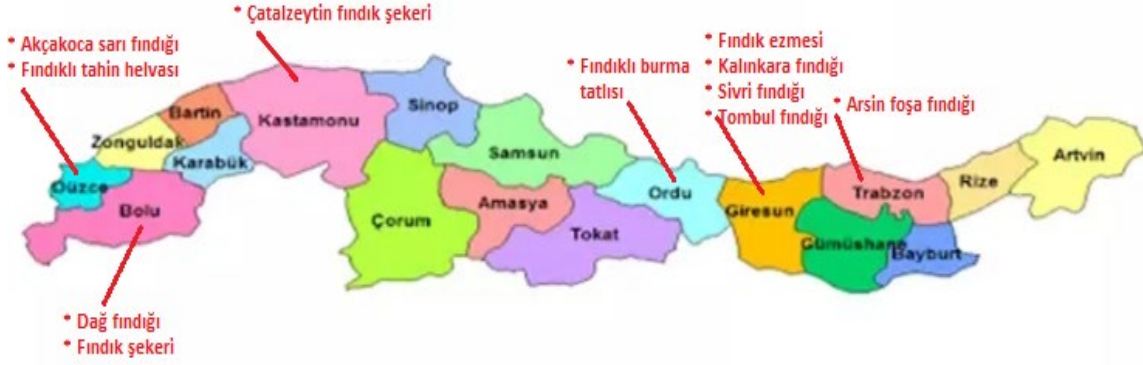 * Çatalzeytin fındık şekeri
* Akçakoca sarı fındığı
* Fındıklı tahin helvası
* Fındıklı burma
tatlısı
* Fındık ezmesi
* Kalınkara fındığı
* Sivri fındığı
* Tombul fındığı
* Arsin foşa fındığı
Bartın
Zonguldak
Karabük
Kastamonu
Sinop
Samsun
Düzce
Bolu
Çorum
Amasya
Tokat
Ordu
Giresun
Trabzon
Gümüshane
Bayburt
Rize
Artvin
* Dağ fındığı
* Fındık şekeri